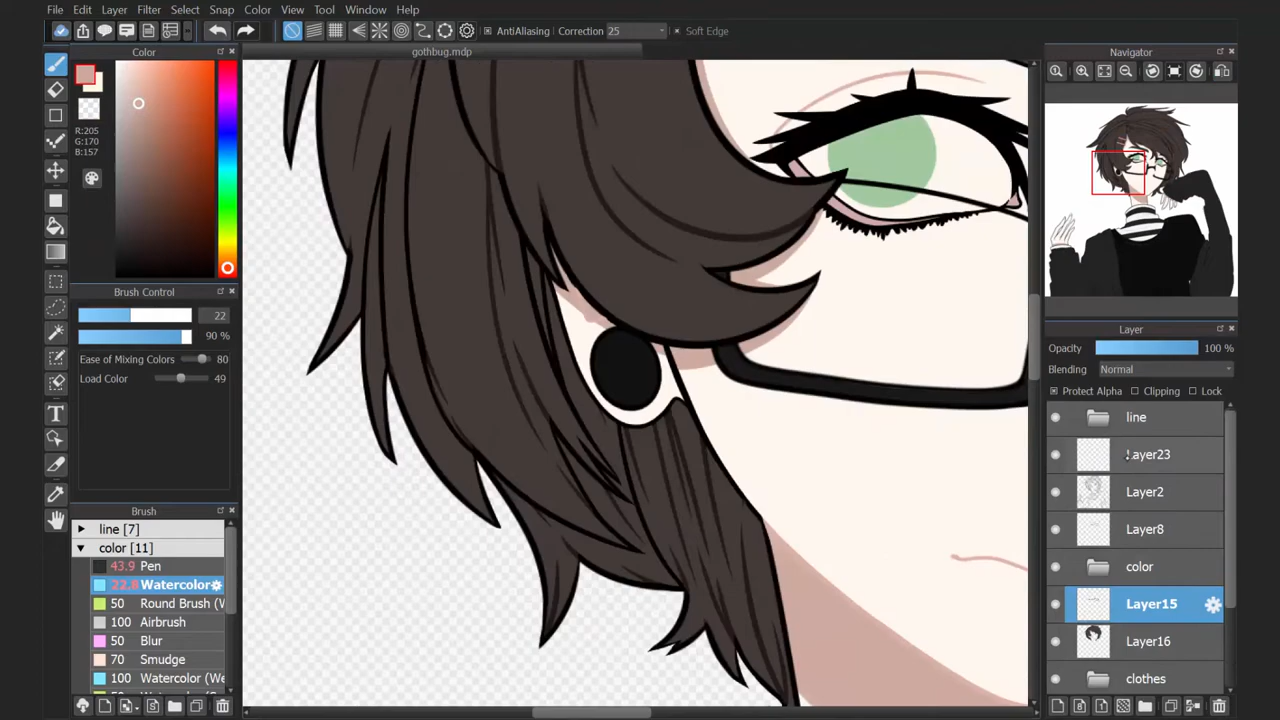 File Edit Layer Filter Select Snap Color View Tool Window Help
AntiAliasing Correction 25 Soft Edge
Color
gothbug.mdp
Navigator
R:205
G:170
B:157
Brush Control
22
90 %
Ease of Mixing Colors 80
Load Color 49
Layer
Opacity 100 %
Blending Normal
Protect Alpha Clipping Lock
line
Layer23
Layer2
Layer8
color
Layer15
Layer16
clothes
Brush
line [7]
color [11]
43.9 Pen
22.8 Watercolor
50 Round Brush (W
100 Airbrush
50 Blur
70 Smudge
100 Watercolor (We